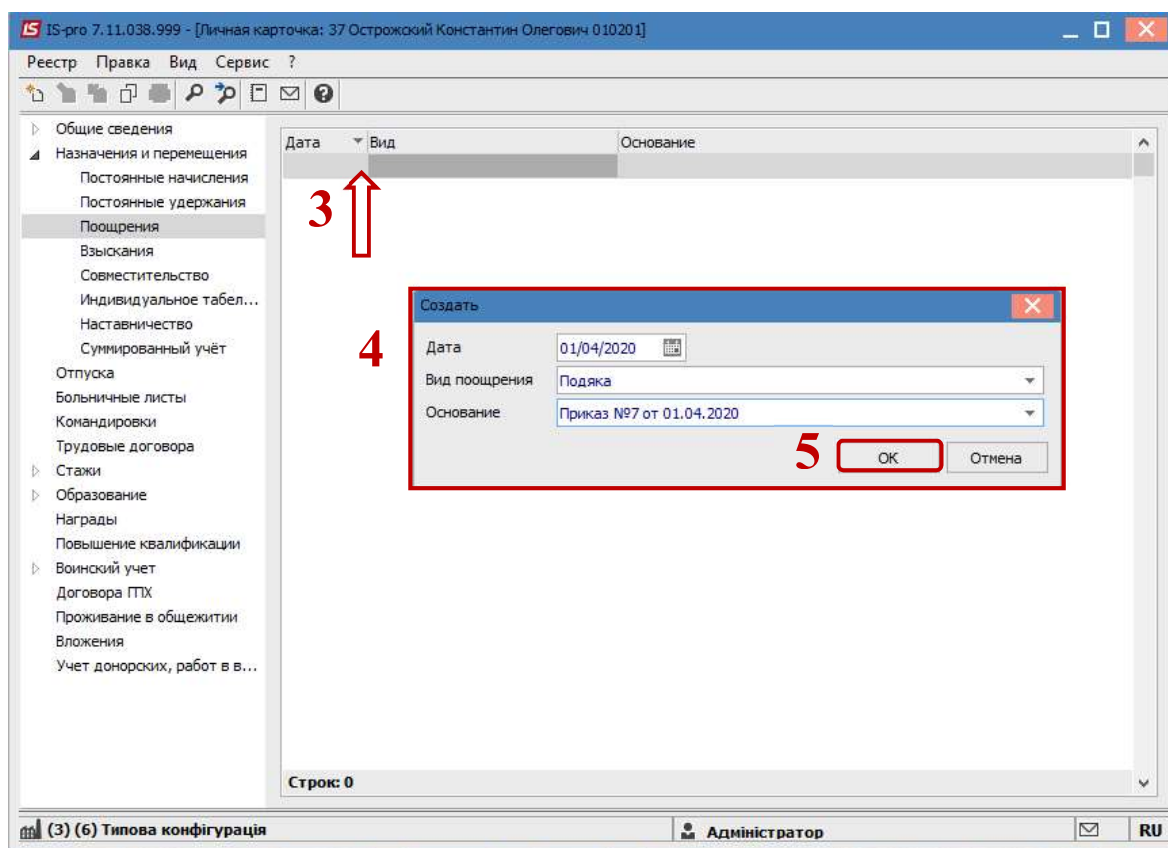 IS-pro 7.11.038.999 - [Личная карточка: 37 Острожский Константин Олегович 010201]
Реестр Правка Вид Сервис ?
Общие сведения
Назначения и перемещения
Постоянные начисления
Постоянные удержания
Поощрения
Взыскания
Совместительство
Индивидуальное табел...
Наставничество
Суммированный учёт
Отпуска
Больничные листы
Командировки
Трудовые договора
Стажи
Образование
Награды
Повышение квалификации
Воинский учет
Договора ГПХ
Проживание в общежитии
Вложения
Учет донорских, работ в в...
Дата Вид Основание
3
4
Создать
Дата 01/04/2020
Вид поощрения Подяка
Основание Приказ №7 от 01.04.2020
5 ОК Отмена
Строк: 0
(3) (6) Типова конфігурація Адміністратор RU